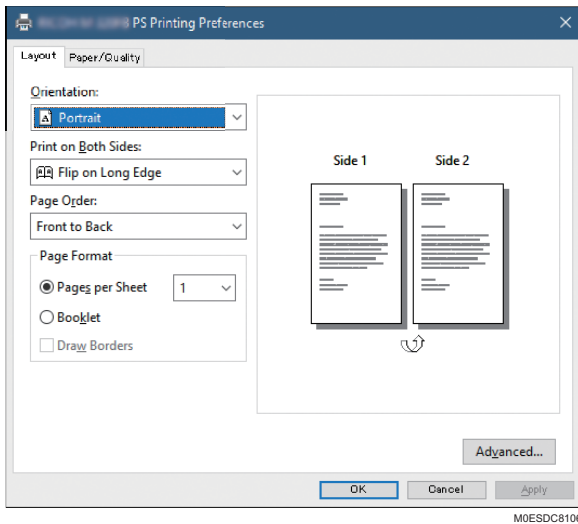 PS Printing Preferences
Layout Paper/Quality
Orientation:
Portrait
Print on Both Sides:
Flip on Long Edge
Page Order:
Front to Back
Page Format
Pages per Sheet 1
Booklet
Draw Borders
Side 1 Side 2
Advanced...
OK Cancel Apply
M0ESDC8106